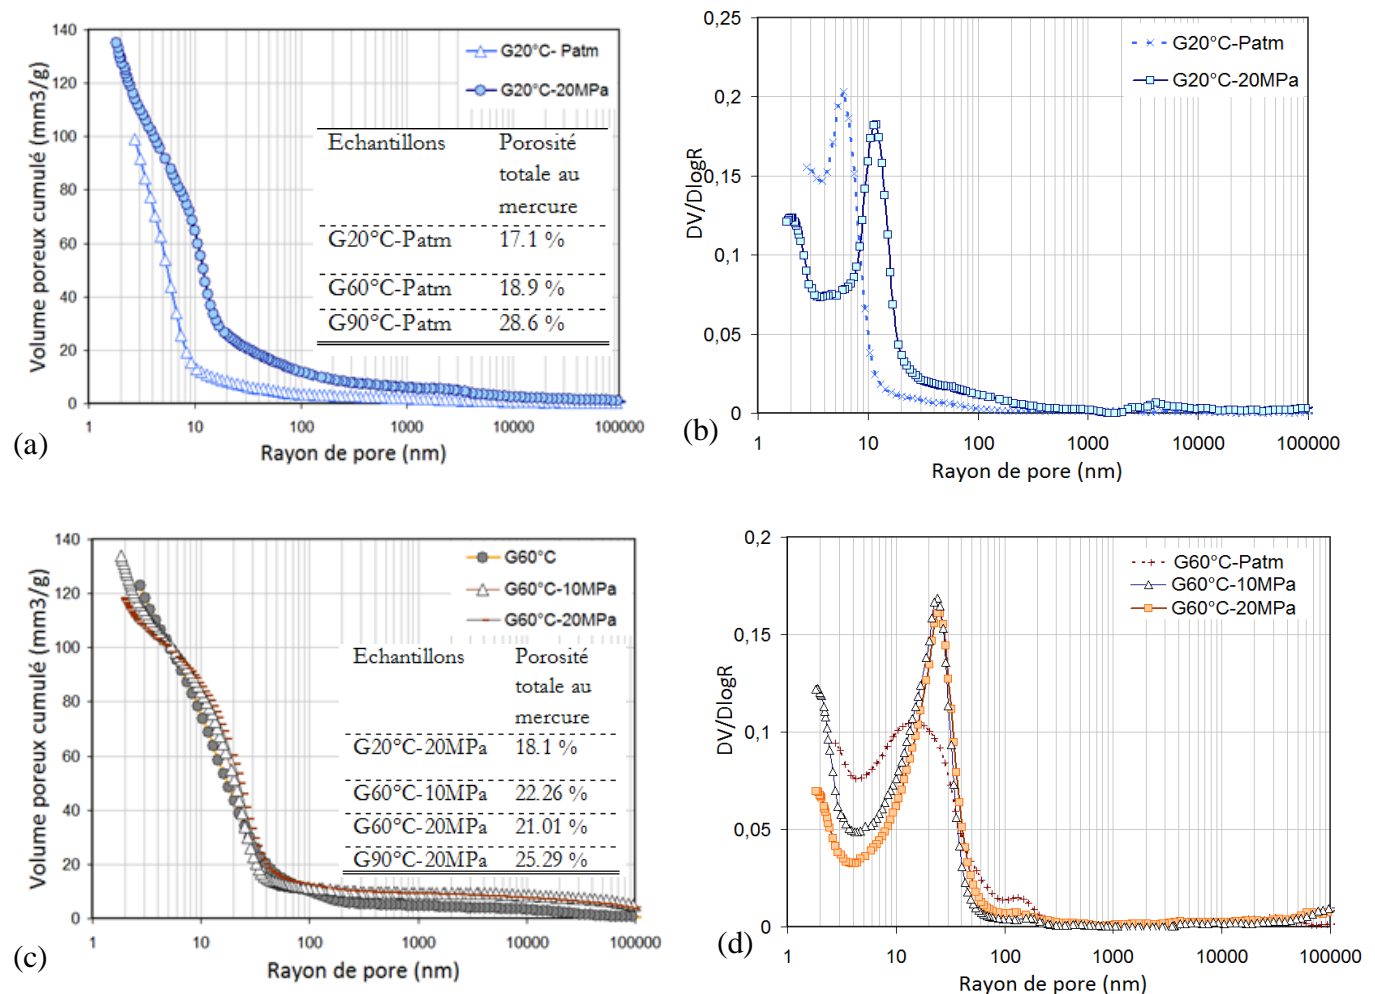 140
120
100
80
60
40
20
0
Volume poreux cumulé (mm3/g)
G20°C- Patm
G20°C-20MPa
Echantillons Porosité
totale au
mercure
G20°C-Patm 17.1 %
G60°C-Patm 18.9 %
G90°C-Patm 28.6 %
1 10 100 1000 10000 100000
Rayon de pore (nm)
(a)
0,25
0,2
0,15
0,1
0,05
0
DV/DlogR
G20°C-Patm
G20°C-20MPa
1 10 100 1000 10000 100000
Rayon de pore (nm)
(b)
140
120
100
80
60
40
20
0
Volume poreux cumulé (mm3/g)
G60°C
G60°C-10MPa
G60°C-20MPa
Echantillons Porosité
totale au
mercure
G20°C-20MPa 18.1 %
G60°C-10MPa 22.26 %
G60°C-20MPa 21.01 %
G90°C-20MPa 25.29 %
1 10 100 1000 10000 100000
Rayon de pore (nm)
(c)
0,2
0,15
0,1
0,05
0
DV/DlogR
G60°C-Patm
G60°C-10MPa
G60°C-20MPa
1 10 100 1000 10000 100000
Rayon de pore (nm)
(d)